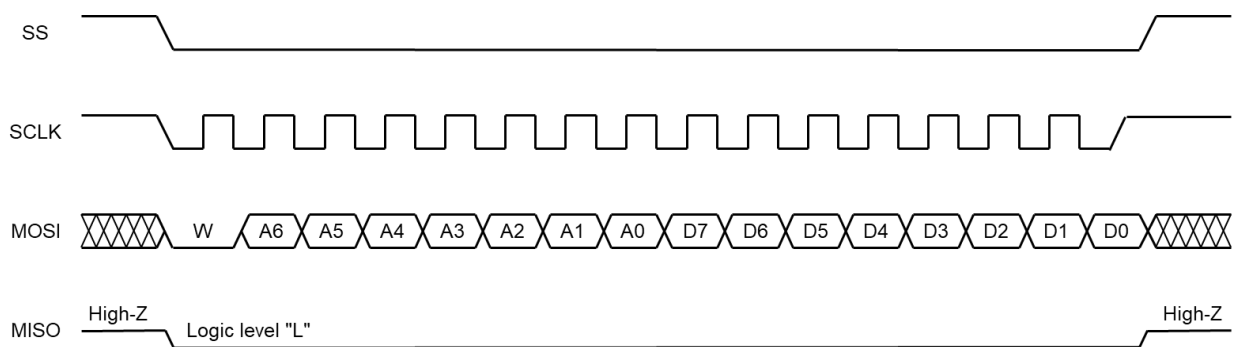 SS
SCLK
MOSI W A6 A5 A4 A3 A2 A1 A0 D7 D6 D5 D4 D3 D2 D1 D0
High-Z High-Z
MISO Logic level "L"